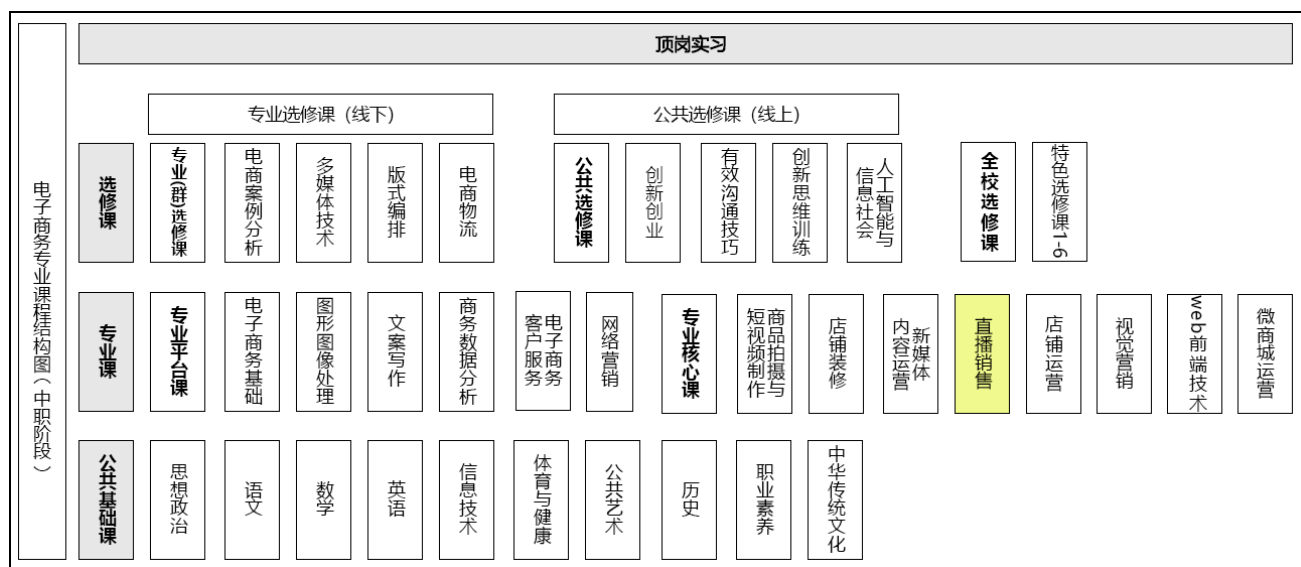 电子商务专业课程结构图（中职阶段）
顶岗实习
专业选修课（线下）
公共选修课（线上）
选修课
专业(群)选修课
电商案例分析
多媒体技术
版式编排
电商物流
公共选修课
创新创业
有效沟通技巧
创新思维训练
人工智能与
信息社会
全校选修课
特色选修课1-6
专业课
专业平台课
电子商务基础
图形图像处理
文案写作
商务数据分析
电子商务
客户服务
网络营销
专业核心课
商品拍摄与
短视频制作
店铺装修
新媒体
内容运营
直播销售
店铺运营
视觉营销
web前端技术
微商城运营
公共基础课
思想政治
语文
数学
英语
信息技术
体育与健康
公共艺术
历史
职业素养
中华传统文化